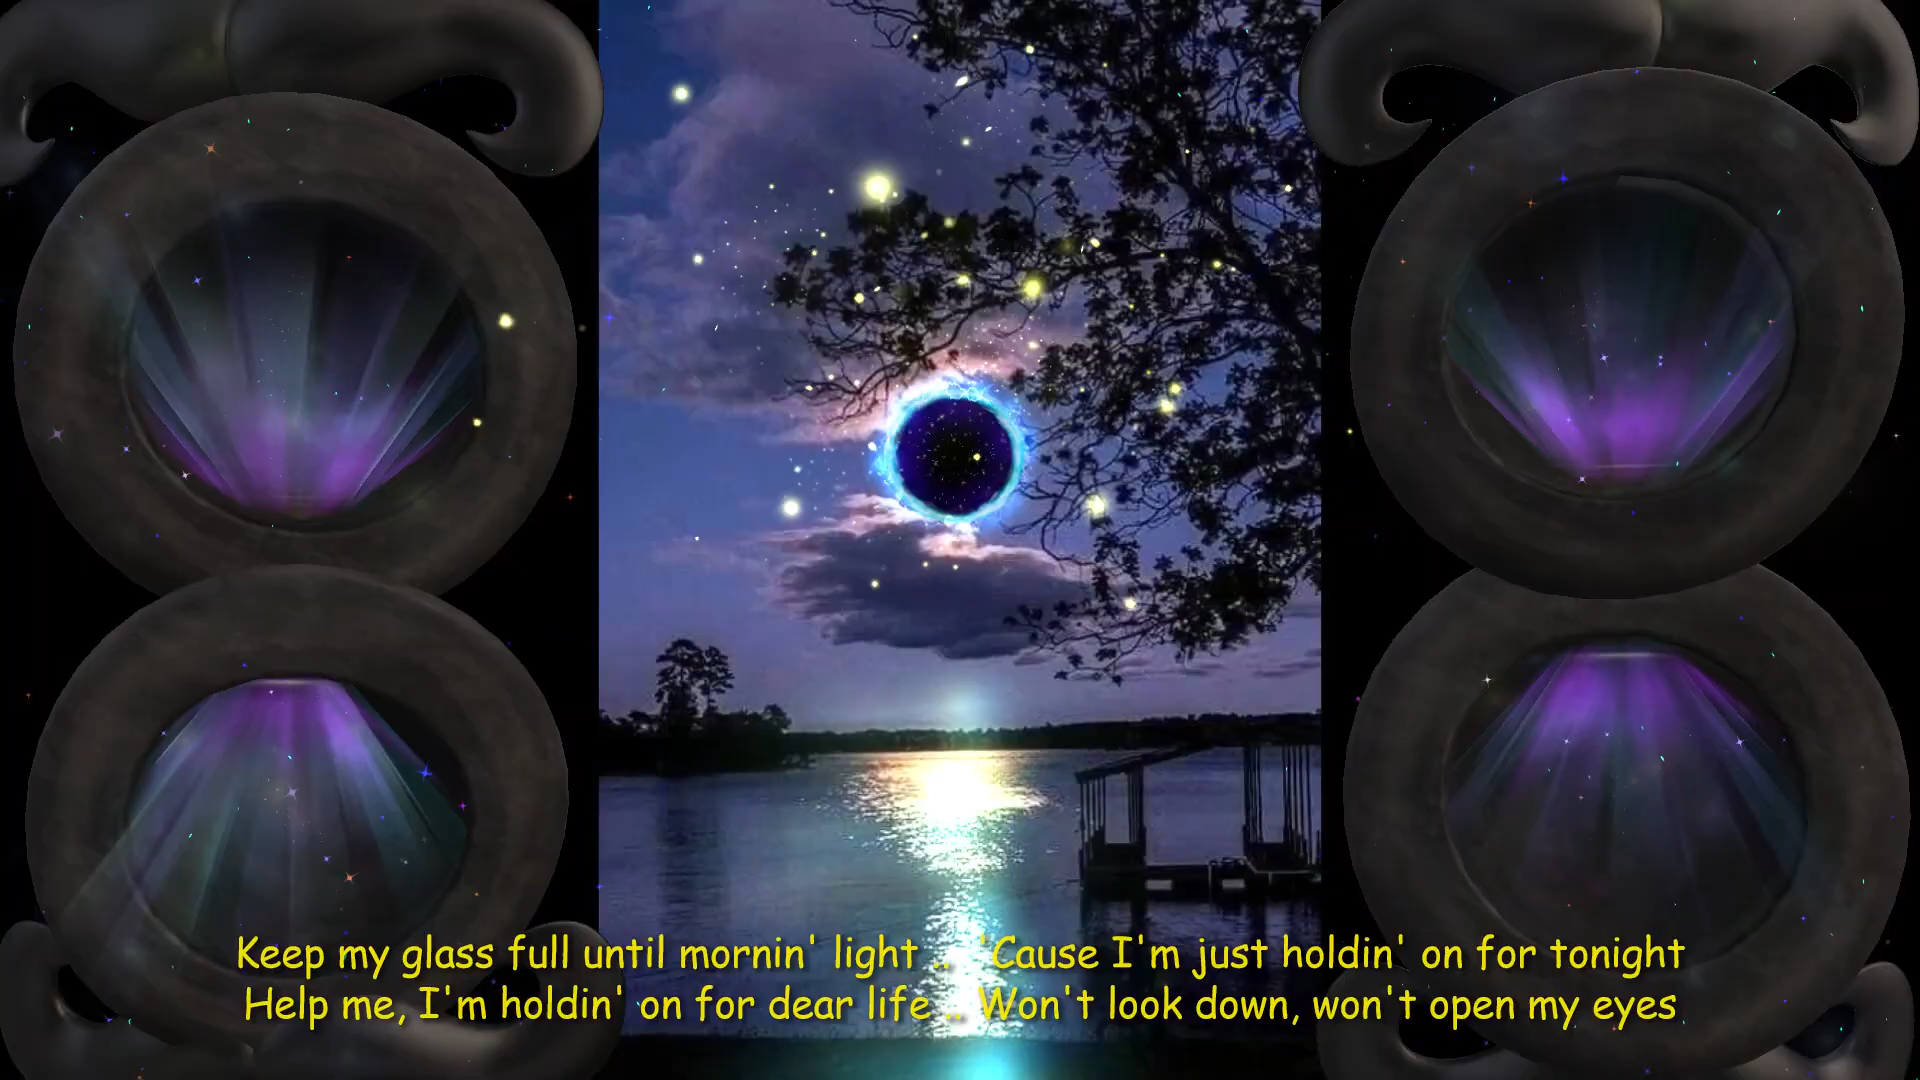 Keep my glass full until mornin' light .. 'Cause I'm just holdin' on for tonight
Help me, I'm holdin' on for dear life .. Won't look down, won't open my eyes